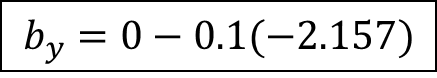 b_y = 0 − 0.1(−2.157)